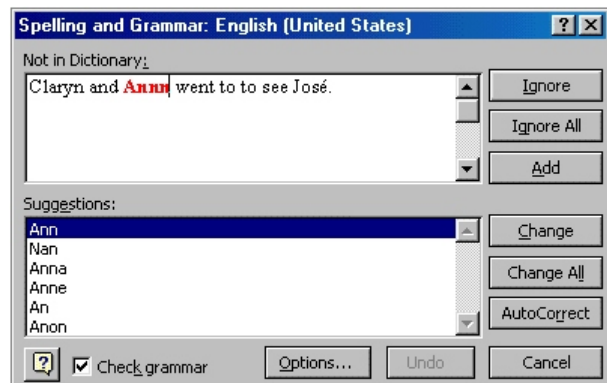 Spelling and Grammar: English (United States)
Not in Dictionary:
Claryn and Annn went to to see José.
Ignore
Ignore All
Add
Suggestions:
Ann
Nan
Anna
Anne
An
Anon
Change
Change All
AutoCorrect
Check grammar
Options...
Undo
Cancel